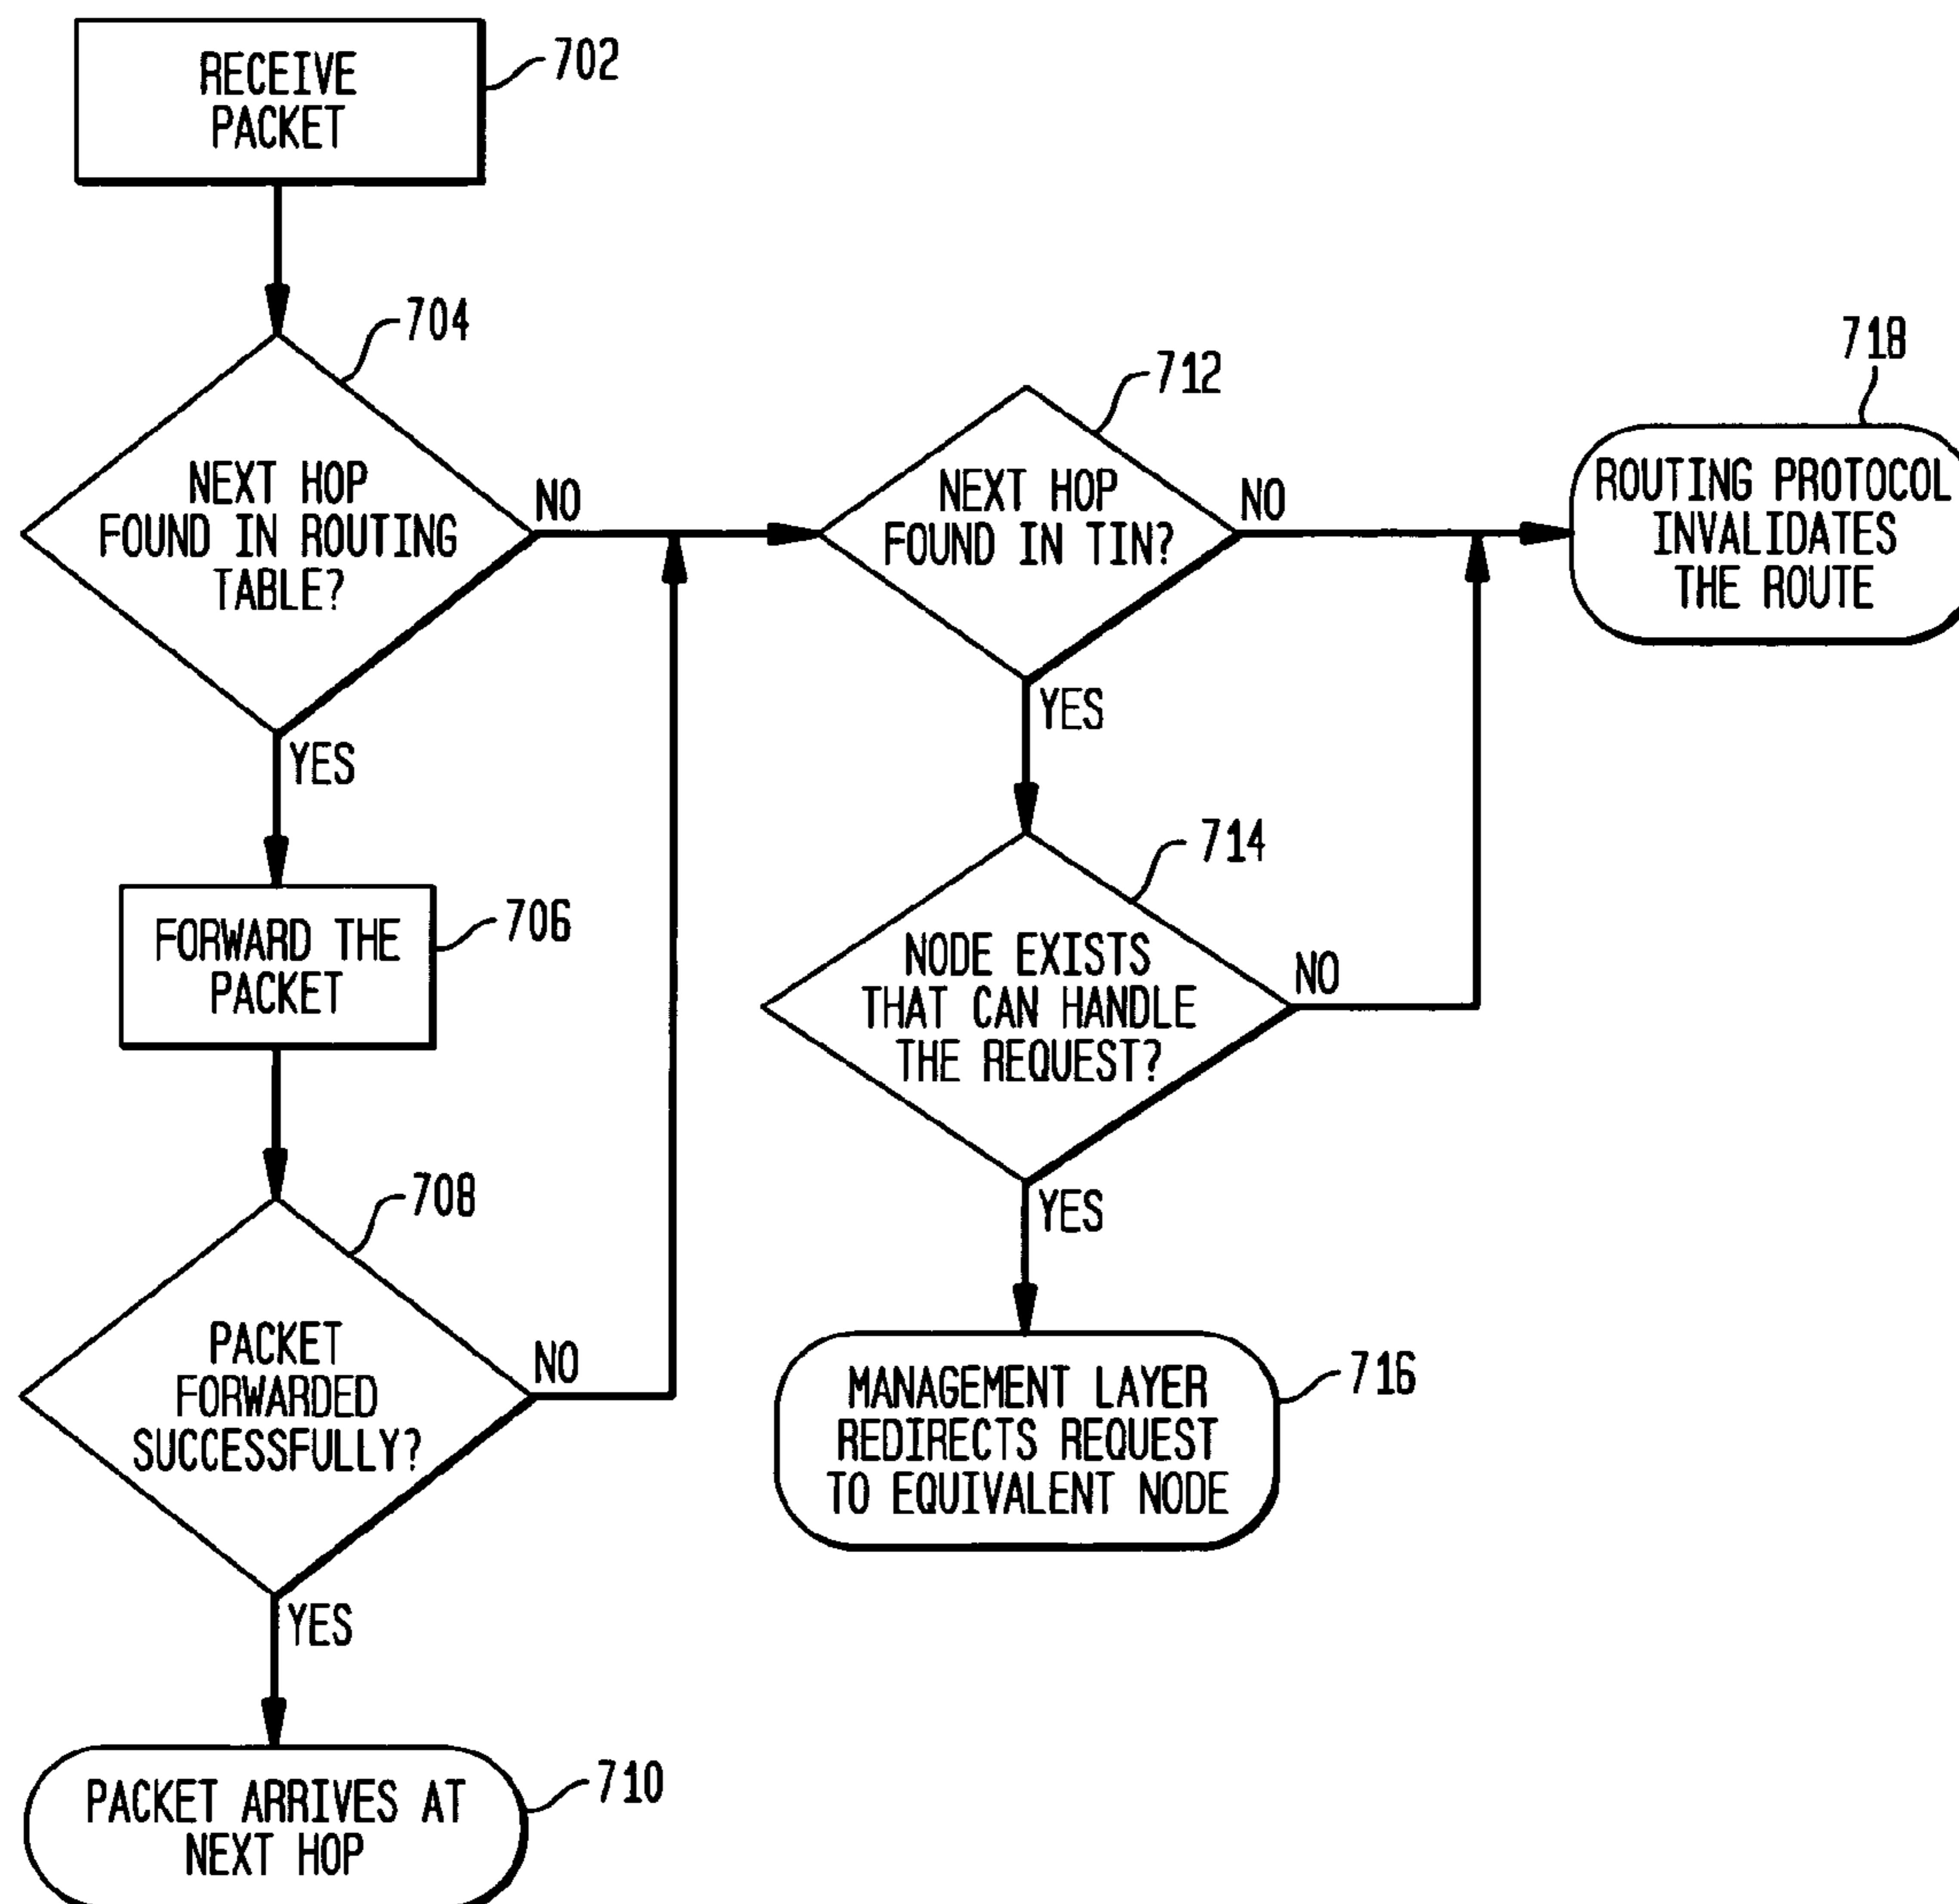 RECEIVE
PACKET
702
704
NEXT HOP
FOUND IN ROUTING
TABLE?
NO
YES
FORWARD THE
PACKET
706
708
PACKET
FORWARDED
SUCCESSFULLY?
NO
YES
PACKET ARRIVES AT
NEXT HOP
710
712
NEXT HOP
FOUND IN TIN?
NO
YES
714
NODE EXISTS
THAT CAN HANDLE
THE REQUEST?
NO
YES
MANAGEMENT LAYER
REDIRECTS REQUEST
TO EQUIVALENT NODE
716
718
ROUTING PROTOCOL
INVALIDATES
THE ROUTE